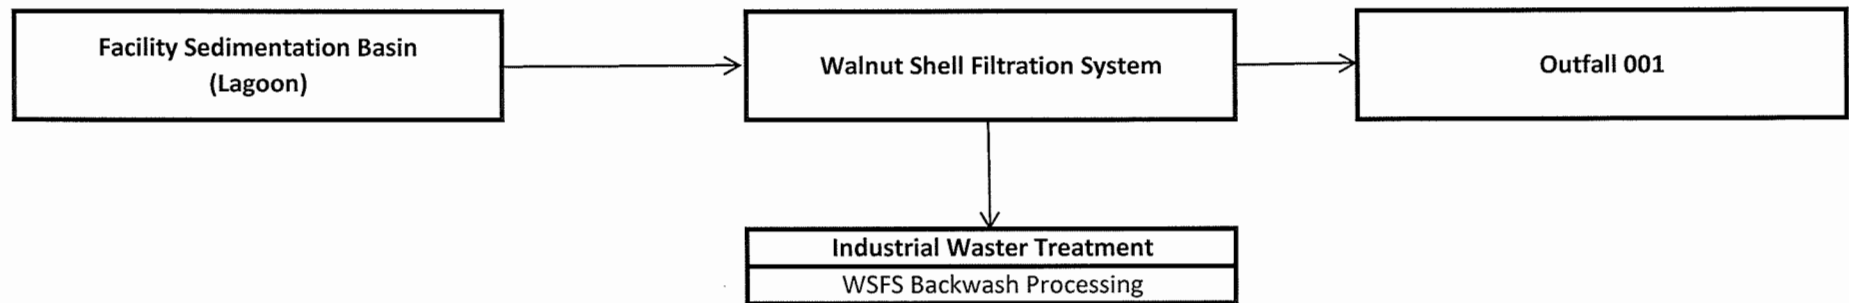 Facility Sedimentation Basin
(Lagoon)
Walnut Shell Filtration System
Outfall 001
Industrial Waster Treatment
WSFS Backwash Processing